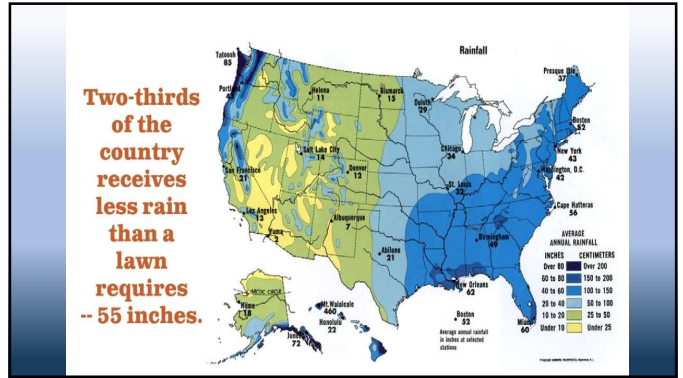 Two-thirds
of the
country
receives
less rain
than a
lawn
requires
-- 55 inches.
Rainfall
Tatoosh
85
Portland
Helena
11
Bismarck
15
Duluth
29
Presque Isle
37
Boston
52
New York
43
Washington, D.C.
42
Cape Hatteras
56
Chicago
34
St. Louis
Salt Lake City
14
Denver
12
San Francisco
21
Los Angeles
13
Yuma
2
Albuquerque
7
Abilene
21
Birmingham
49
New Orleans
62
Miami
60
ARCTIC CIRCLE
Nome
18
Juneau
72
Mt.Waialeale
460
Honolulu
22
Boston
52
Average annual rainfall
in inches at selected
stations
AVERAGE
ANNUAL RAINFALL
INCHES CENTIMETERS
Over 80 Over 200
60 to 80 150 to 200
40 to 60 100 to 150
20 to 40 50 to 100
10 to 20 25 to 50
Under 10 Under 25